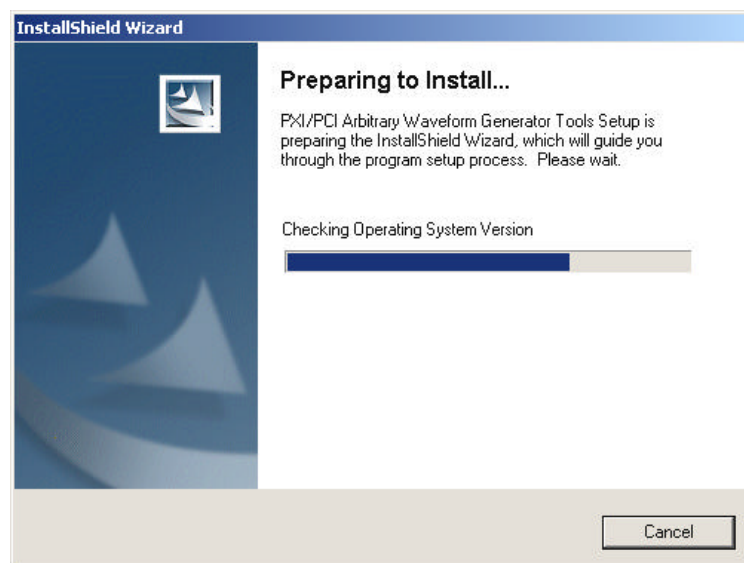 InstallShield Wizard
Preparing to Install...
PXI/PCI Arbitrary Waveform Generator Tools Setup is
preparing the InstallShield Wizard, which will guide you
through the program setup process. Please wait.
Checking Operating System Version
Cancel